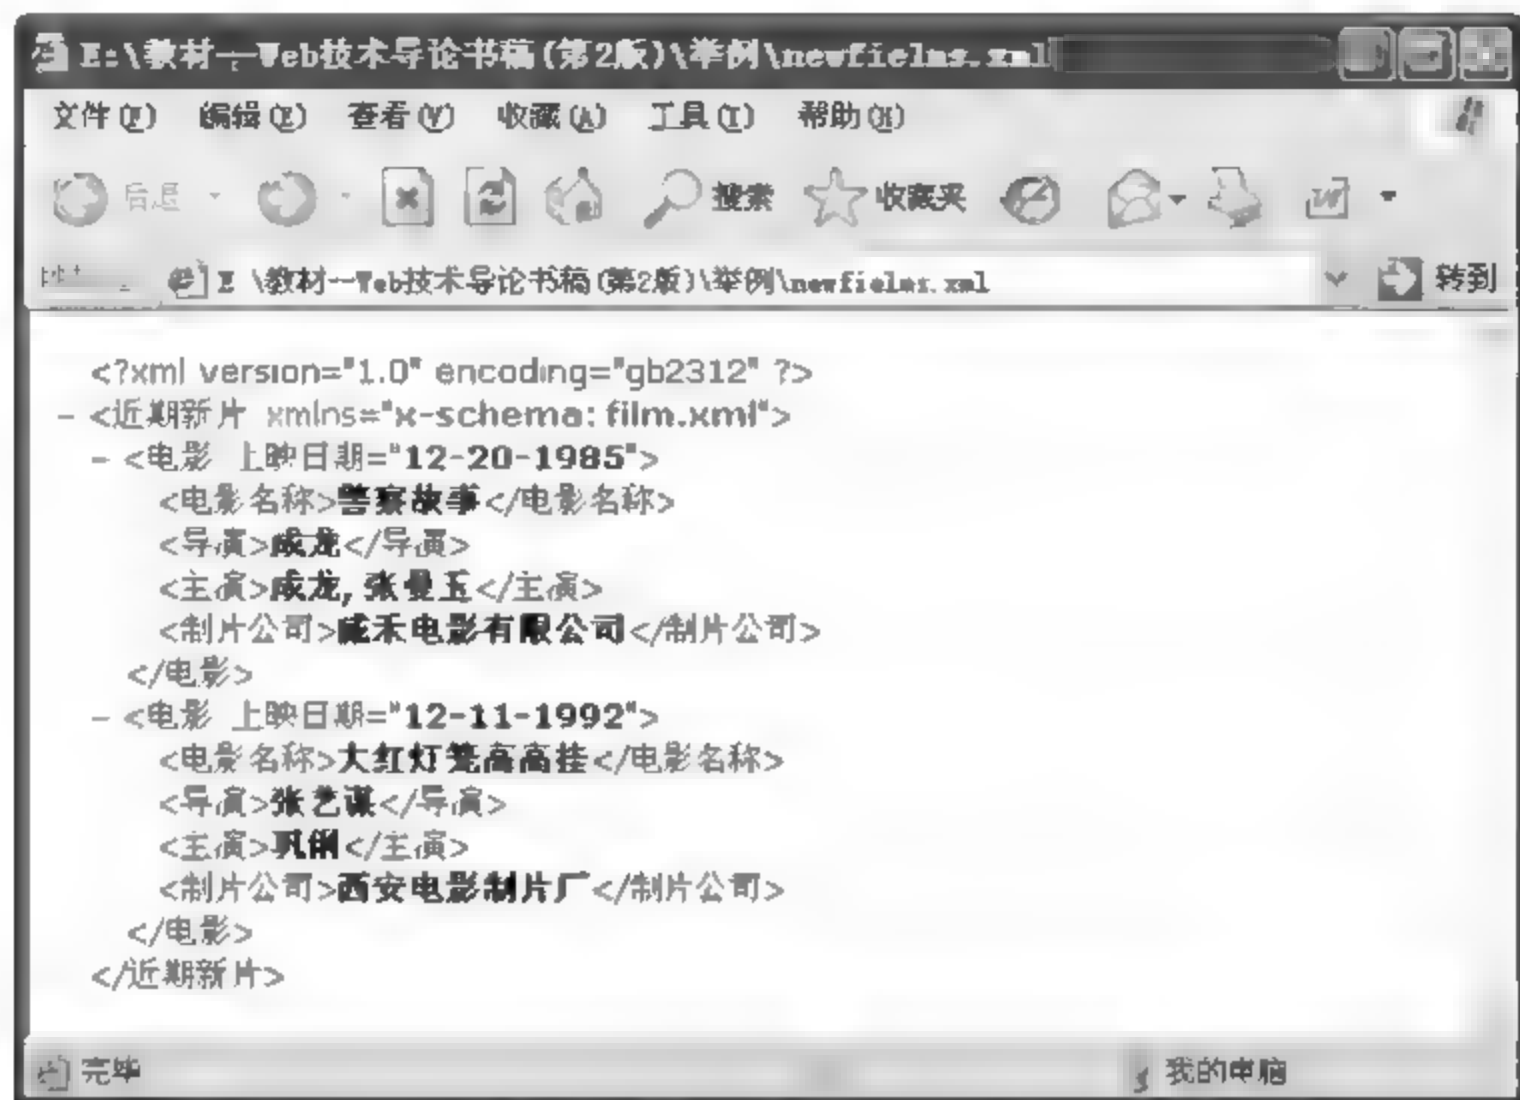 E:\教材--Web技术导论书稿(第2版)\举例\newfielms.xml
文件(F) 编辑(E) 查看(V) 收藏(A) 工具(T) 帮助(H)
后退 搜索 收藏夹
E \教材--Web技术导论书稿(第2版)\举例\newfielms.xml 转到
<?xml version="1.0" encoding="gb2312" ?>
- <近期新片 xmlns="x-schema: film.xml">
- <电影 上映日期="12-20-1985">
<电影名称>警察故事</电影名称>
<导演>成龙</导演>
<主演>成龙, 张曼玉</主演>
<制片公司>威禾电影有限公司</制片公司>
</电影>
- <电影 上映日期="12-11-1992">
<电影名称>大红灯笼高高挂</电影名称>
<导演>张艺谋</导演>
<主演>巩俐</主演>
<制片公司>西安电影制片厂</制片公司>
</电影>
</近期新片>
完毕 我的电脑